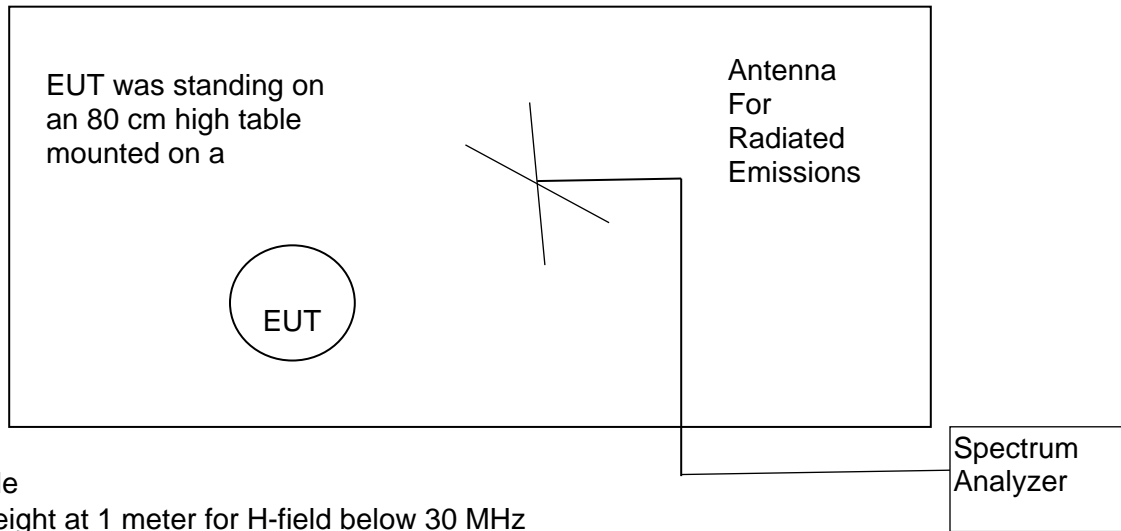 EUT was standing on
an 80 cm high table
mounted on a
Antenna
For
Radiated
Emissions
EUT
Spectrum
Analyzer
at 1 meter for H-field below 30 MHz